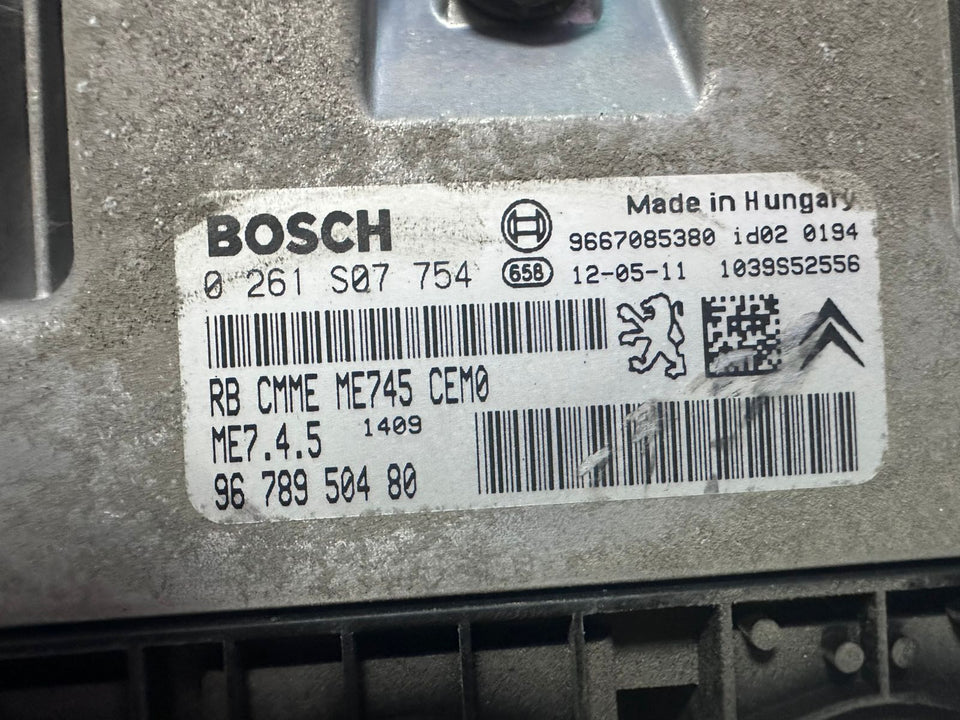 BOSCH
Made in Hungary
9667085380 id02 0194
0 261 S07 754
658
12-05-11 1039S52556
RB CMME ME745 CEM0
ME7.4.5 1409
96 789 504 80